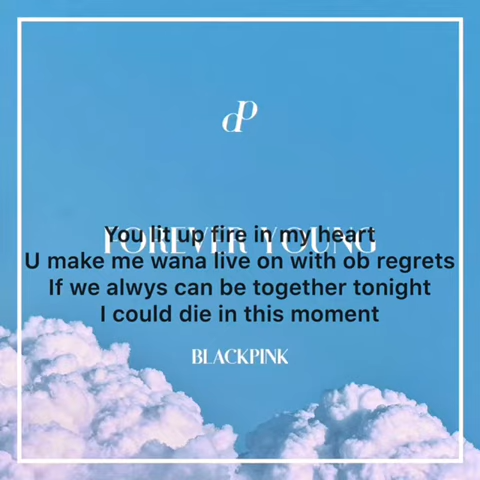 dP
FOREVER YOUNG
You lit up fire in my heart
U make me wana live on with ob regrets
If we alwys can be together tonight
I could die in this moment
BLACKPINK